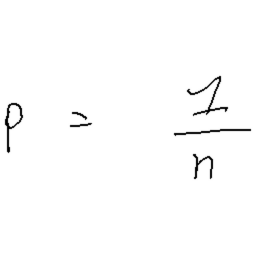 p = 1/n